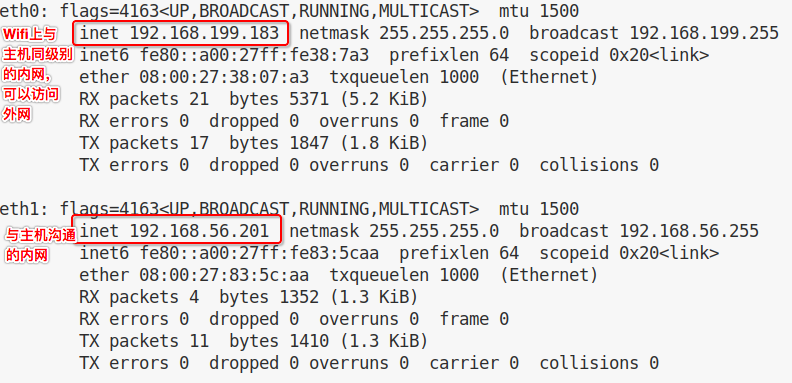 eth0: flags=4163<UP,BROADCAST,RUNNING,MULTICAST>  mtu 1500
inet 192.168.199.183  netmask 255.255.255.0  broadcast 192.168.199.255
inet6 fe80::a00:27ff:fe38:7a3  prefixlen 64  scopeid 0x20<link>
ether 08:00:27:38:07:a3  txqueuelen 1000  (Ethernet)
RX packets 21  bytes 5371 (5.2 KiB)
RX errors 0  dropped 0  overruns 0  frame 0
TX packets 17  bytes 1847 (1.8 KiB)
TX errors 0  dropped 0 overruns 0  carrier 0  collisions 0
Wifi上与
主机同级别
的内网，
可以访问
外网
eth1: flags=4163<UP,BROADCAST,RUNNING,MULTICAST>  mtu 1500
inet 192.168.56.201  netmask 255.255.255.0  broadcast 192.168.56.255
inet6 fe80::a00:27ff:fe83:5caa  prefixlen 64  scopeid 0x20<link>
ether 08:00:27:83:5c:aa  txqueuelen 1000  (Ethernet)
RX packets 4  bytes 1352 (1.3 KiB)
RX errors 0  dropped 0  overruns 0  frame 0
TX packets 11  bytes 1410 (1.3 KiB)
TX errors 0  dropped 0 overruns 0  carrier 0  collisions 0
与主机沟通
的内网